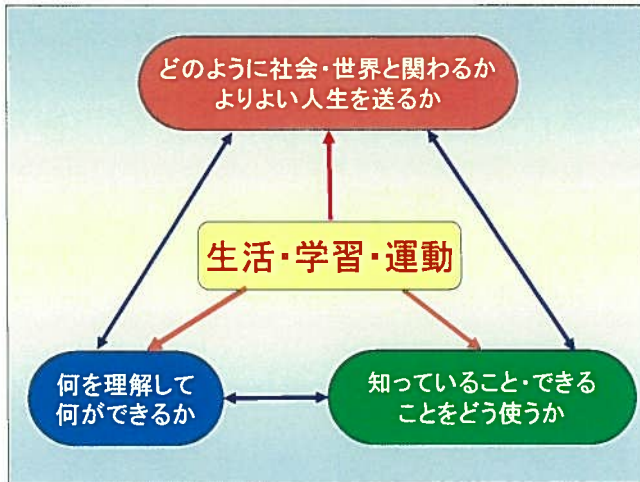 どのように社会・世界と関わるか
よりよい人生を送るか
生活・学習・運動
何を理解して
何ができるか
知っていること・できる
ことをどう使うか